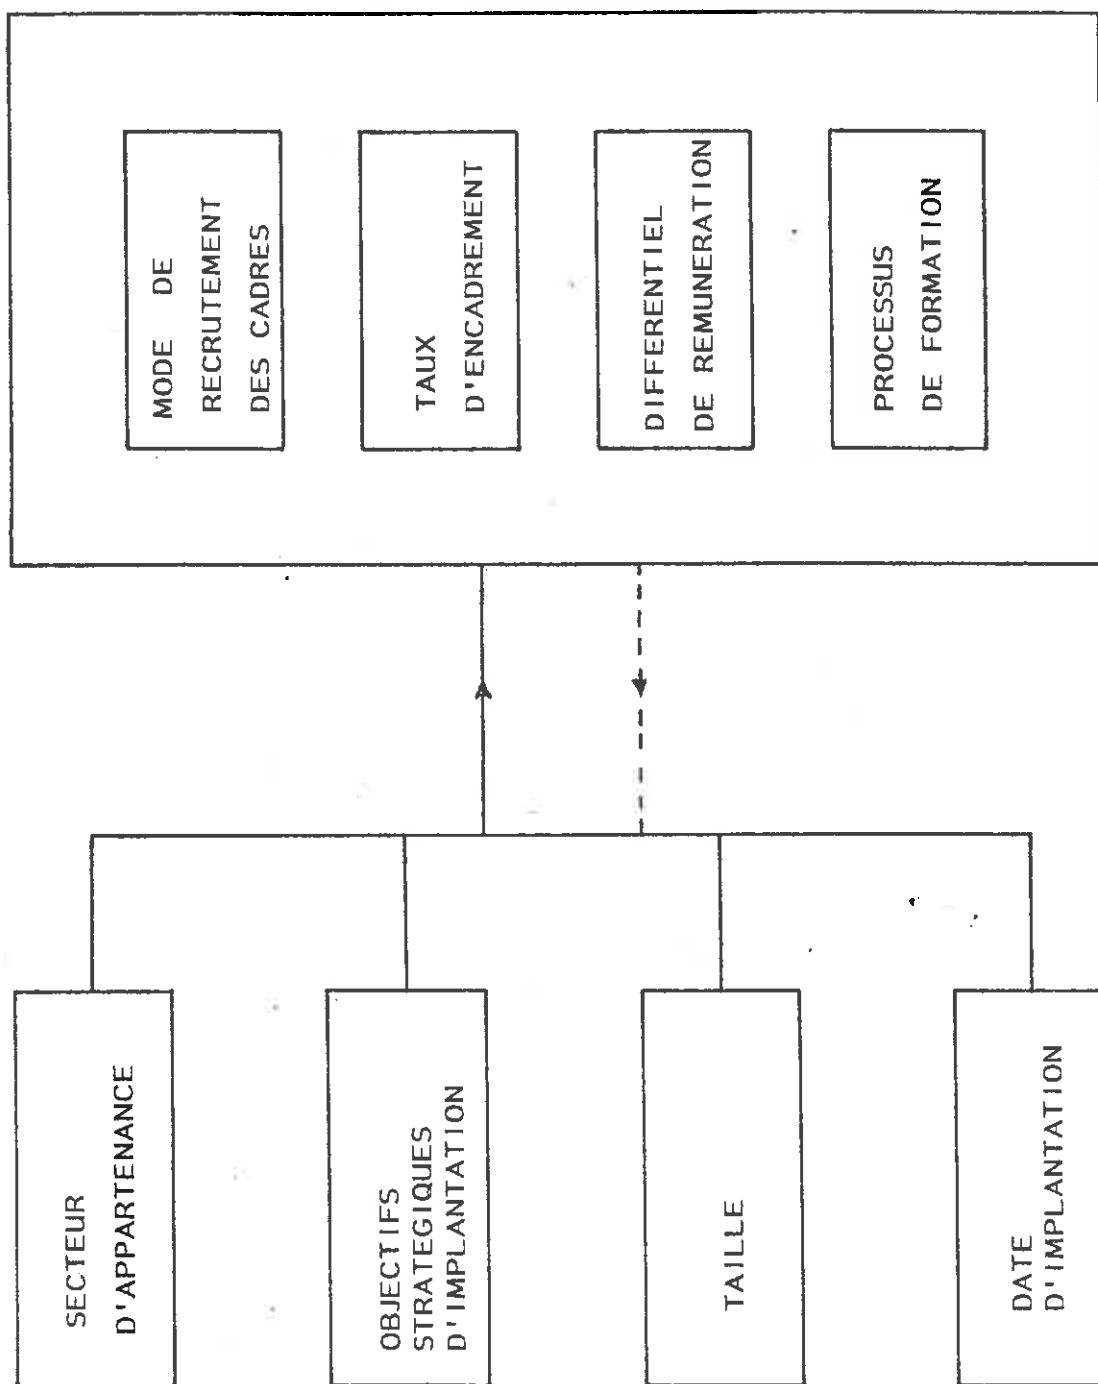 SECTEUR
D'APPARTENANCE
OBJECTIFS
STRATEGIQUES
D'IMPLANTATION
TAILLE
DATE
D'IMPLANTATION
MODE DE
RECRUTEMENT
DES CADRES
TAUX
D'ENCADREMENT
DIFFERENTIEL
DE REMUNERATION
PROCESSUS
DE FORMATION